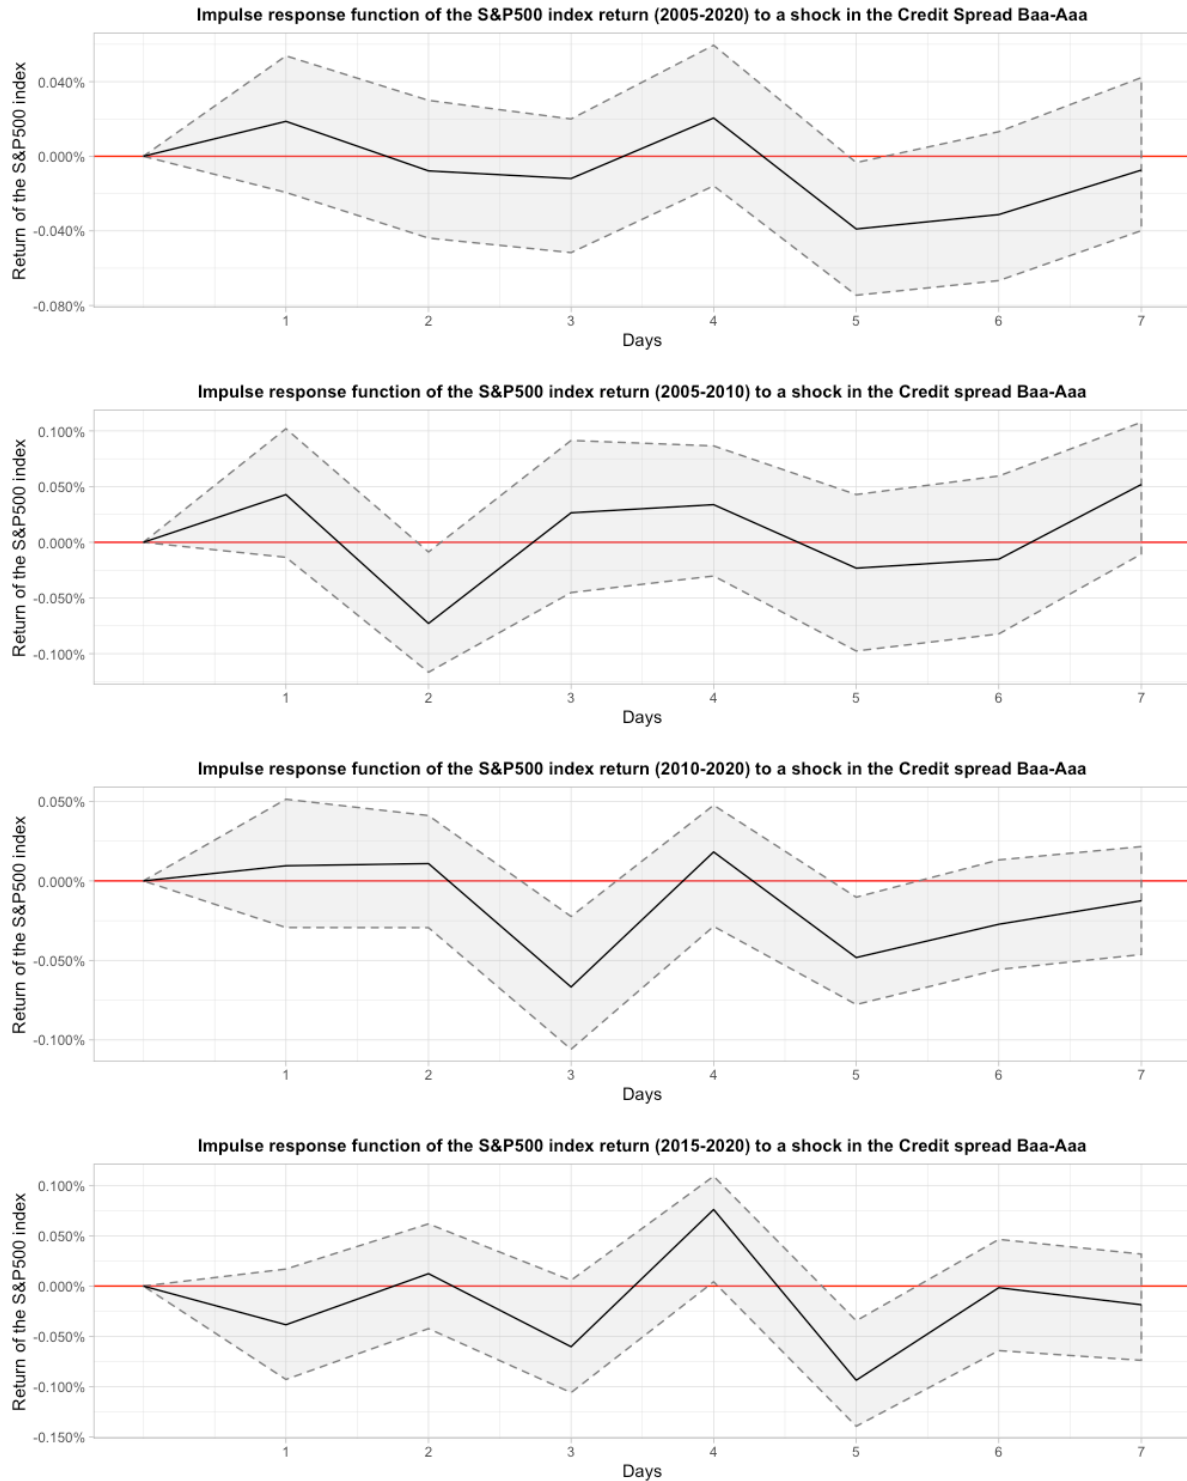 Impulse response function of the S&P500 index return (2005-2020) to a shock in the Credit Spread Baa-Aaa
Return of the S&P500 index
0.040%
0.000%
-0.040%
-0.080%
1 2 3 4 5 6 7
Days
Impulse response function of the S&P500 index return (2005-2010) to a shock in the Credit spread Baa-Aaa
Return of the S&P500 index
0.100%
0.050%
0.000%
-0.050%
-0.100%
1 2 3 4 5 6 7
Days
Impulse response function of the S&P500 index return (2010-2020) to a shock in the Credit spread Baa-Aaa
Return of the S&P500 index
0.050%
0.000%
-0.050%
-0.100%
1 2 3 4 5 6 7
Days
Impulse response function of the S&P500 index return (2015-2020) to a shock in the Credit spread Baa-Aaa
Return of the S&P500 index
0.100%
0.050%
0.000%
-0.050%
-0.100%
-0.150%
1 2 3 4 5 6 7
Days